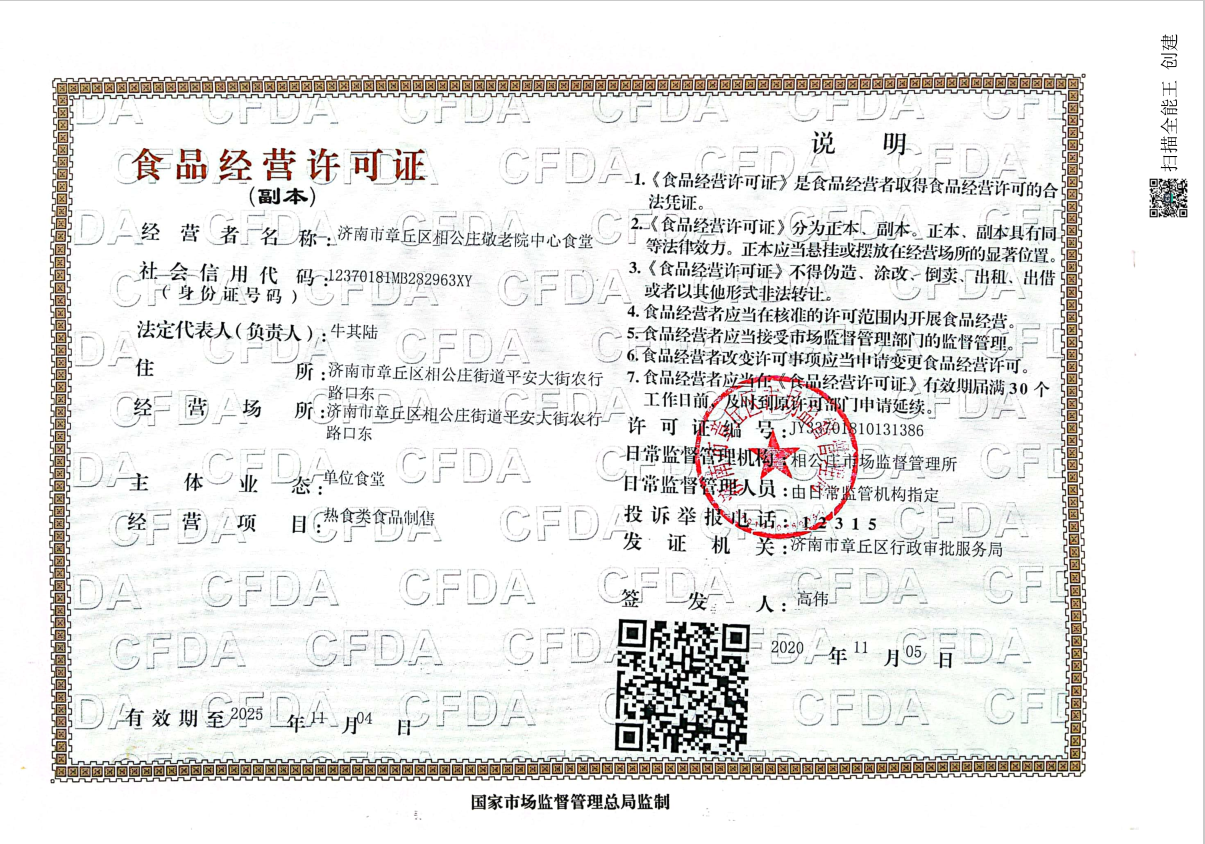 扫描全能王 创建
食品经营许可证
(副本)
经营者名称：济南市章丘区相公庄敬老院中心食堂
社会信用代码：12370181MB282963XY
(身份证号码)
法定代表人(负责人)：牛其陆
住所：济南市章丘区相公庄街道平安大街农行
路口东
经营场所：济南市章丘区相公庄街道平安大街农行
路口东
主体业态：单位食堂
经营项目：热食类食品制售
有效期至2025年11月04日
说明
1.《食品经营许可证》是食品经营者取得食品经营许可的合
法凭证。
2.《食品经营许可证》分为正本、副本。正本、副本具有同
等法律效力。正本应当悬挂或摆放在经营场所的显著位置。
3.《食品经营许可证》不得伪造、涂改、倒卖、出租、出借
或者以其他形式非法转让。
4.食品经营者应当在核准的许可范围内开展食品经营。
5.食品经营者应当接受市场监督管理部门的监督管理。
6.食品经营者改变许可事项应当申请变更食品经营许可。
7.食品经营者应当在《食品经营许可证》有效期届满30个
工作日前，及时到原许可部门申请延续。
许可证编号：JY33701810131386
日常监督管理机构：相公庄市场监督管理所
日常监督管理人员：由日常监管机构指定
投诉举报电话：12315
发证机关：济南市章丘区行政审批服务局
签发人：高伟
2020年11月05日
国家市场监督管理总局监制